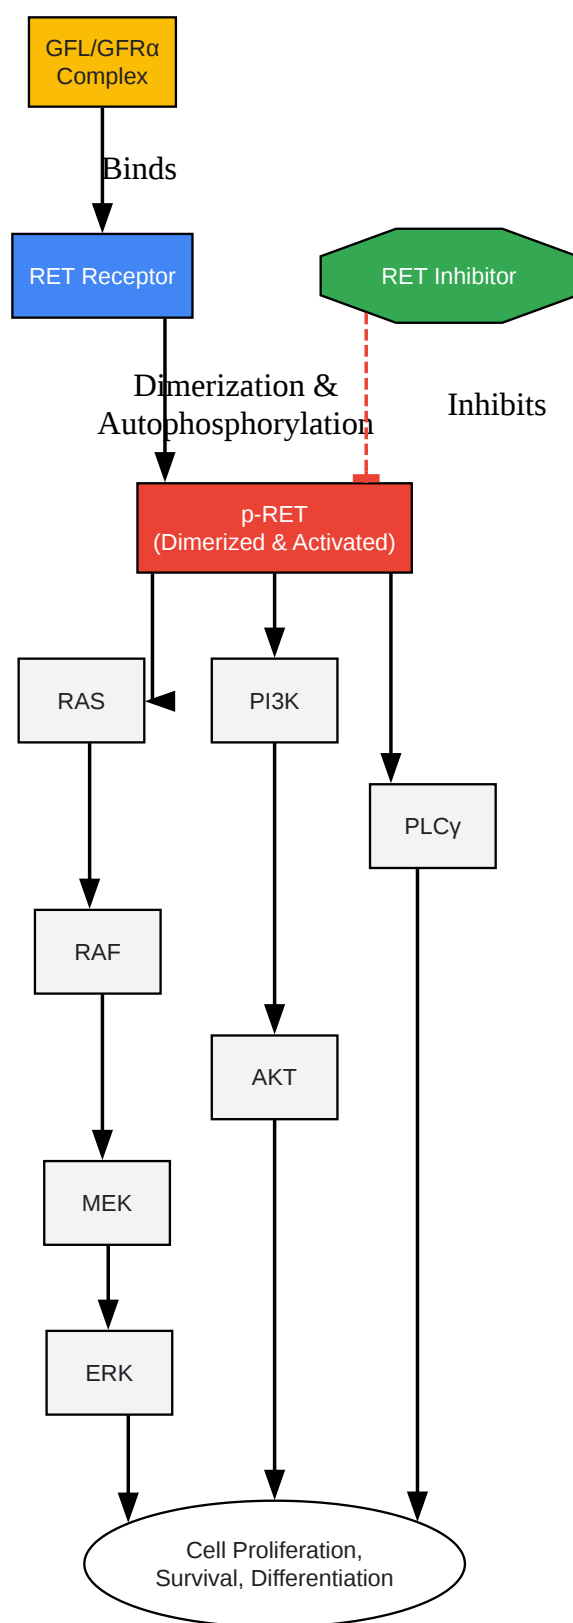 GFL/GFRα
Complex
Binds
RET Receptor
RET Inhibitor
Dimerization &
Autophosphorylation
Inhibits
p-RET
(Dimerized & Activated)
RAS
PI3K
PLCγ
RAF
AKT
MEK
ERK
Cell Proliferation,
Survival, Differentiation